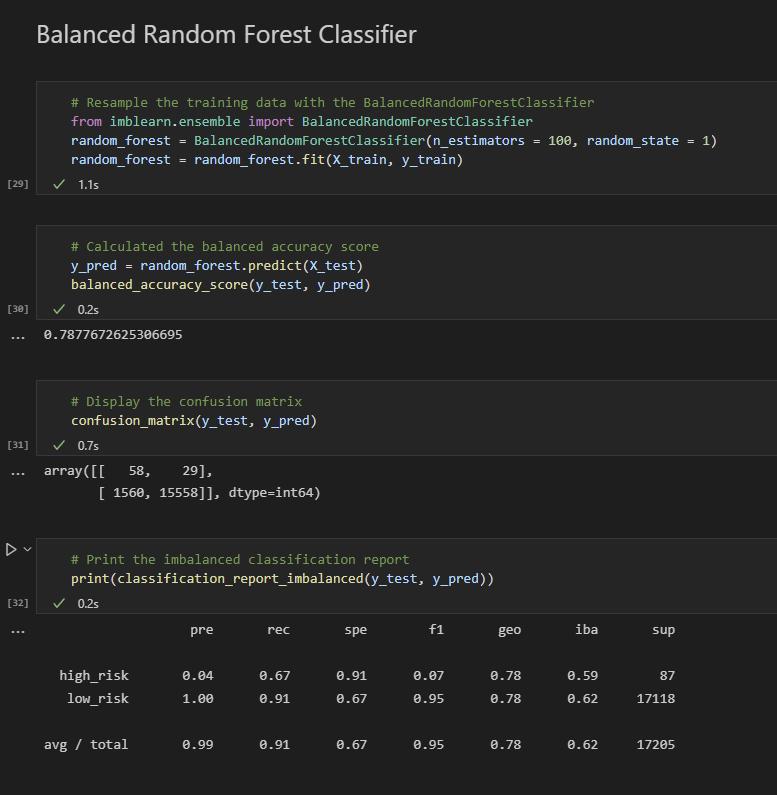 Balanced Random Forest Classifier
# Resample the training data with the BalancedRandomForestClassifier
from imblearn.ensemble import BalancedRandomForestClassifier
random_forest = BalancedRandomForestClassifier(n_estimators = 100, random_state = 1)
random_forest = random_forest.fit(X_train, y_train)
[29] ✓ 1.1s
# Calculated the balanced accuracy score
y_pred = random_forest.predict(X_test)
balanced_accuracy_score(y_test, y_pred)
[30] ✓ 0.2s
... 0.7877672625306695
# Display the confusion matrix
confusion_matrix(y_test, y_pred)
[31] ✓ 0.7s
... array([[   58,    29],
       [ 1560, 15558]], dtype=int64)
# Print the imbalanced classification report
print(classification_report_imbalanced(y_test, y_pred))
[32] ✓ 0.2s
... pre rec spe f1 geo iba sup
high_risk 0.04 0.67 0.91 0.07 0.78 0.59 87
low_risk 1.00 0.91 0.67 0.95 0.78 0.62 17118
avg / total 0.99 0.91 0.67 0.95 0.78 0.62 17205